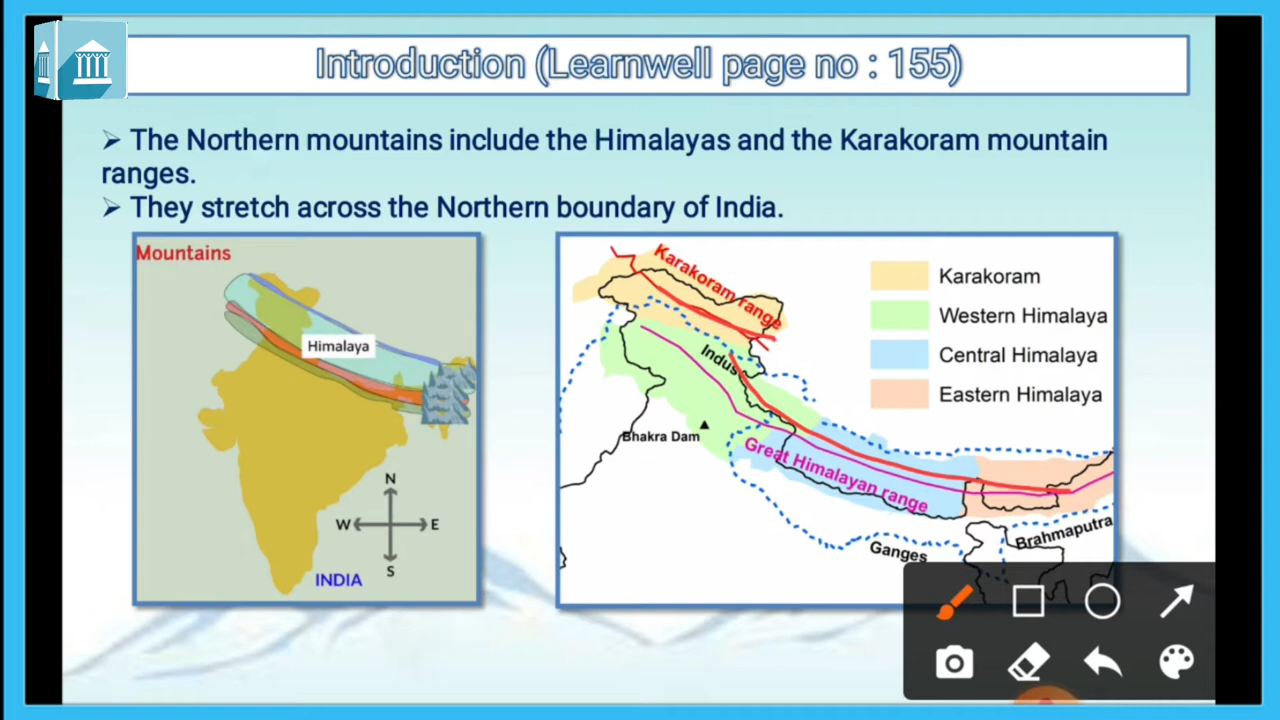 Introduction (Learnwell page no : 155)
➢ The Northern mountains include the Himalayas and the Karakoram mountain
ranges.
➢ They stretch across the Northern boundary of India.
Mountains
Himalaya
N
W E
S
INDIA
Karakoram range
Indus
Bhakra Dam
Great Himalayan range
Ganges
Brahmaputra
Karakoram
Western Himalaya
Central Himalaya
Eastern Himalaya